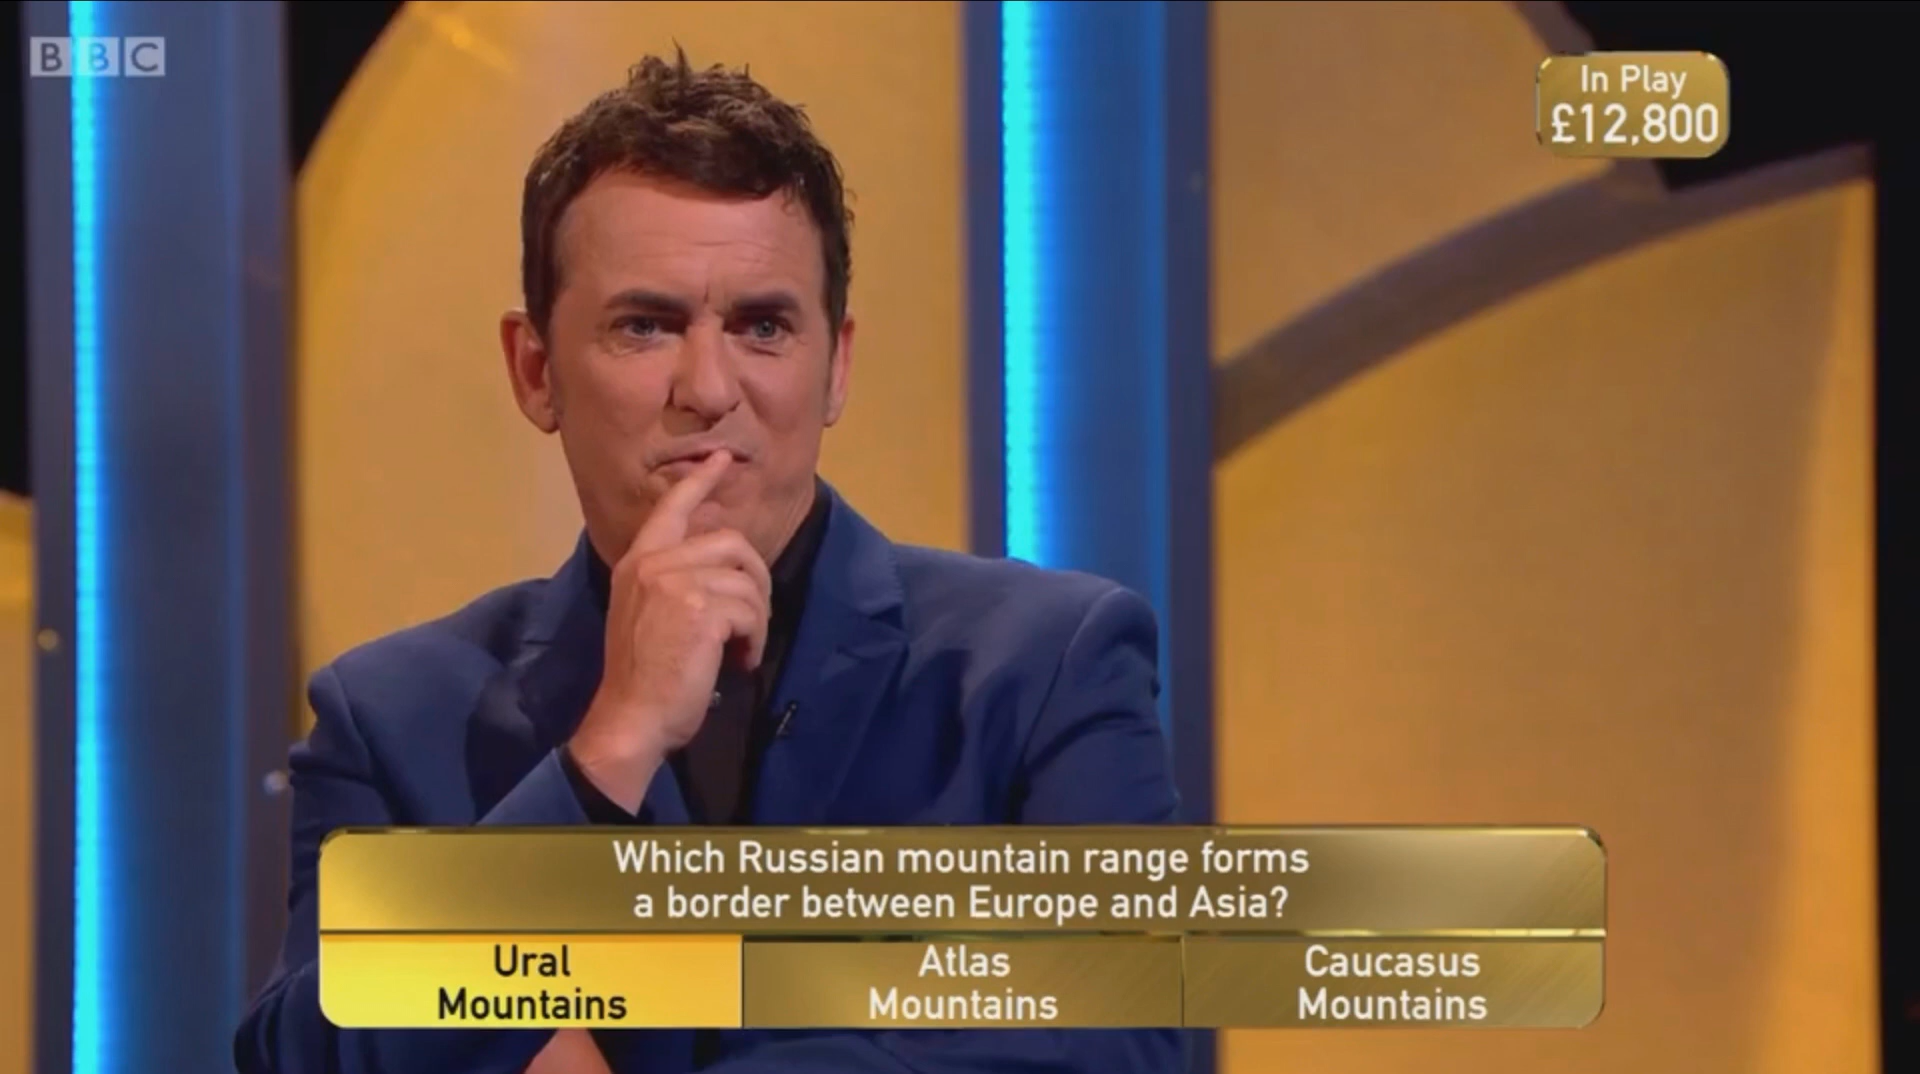 BBC
In Play
£12,800
Which Russian mountain range forms
a border between Europe and Asia?
Ural
Mountains
Atlas
Mountains
Caucasus
Mountains